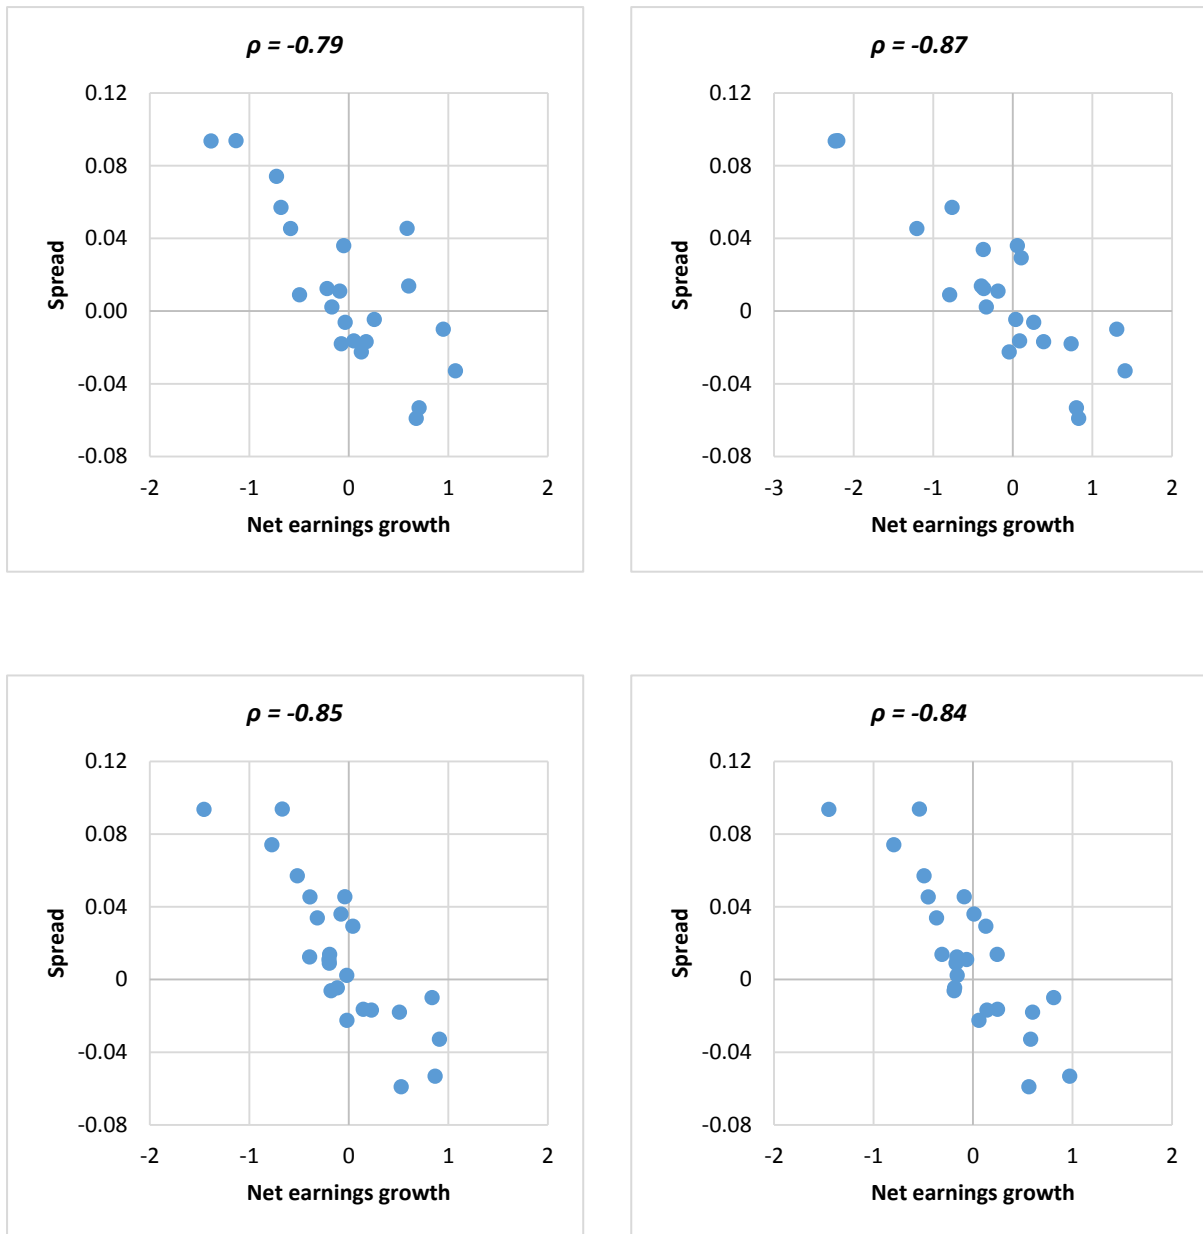 ρ = -0.79
0.12
0.08
0.04
0.00
-0.04
-0.08
Spread
-2 -1 0 1 2
Net earnings growth
ρ = -0.87
0.12
0.08
0.04
0
-0.04
-0.08
Spread
-3 -2 -1 0 1 2
Net earnings growth
ρ = -0.85
0.12
0.08
0.04
0
-0.04
-0.08
Spread
-2 -1 0 1 2
Net earnings growth
ρ = -0.84
0.12
0.08
0.04
0
-0.04
-0.08
Spread
-2 -1 0 1 2
Net earnings growth